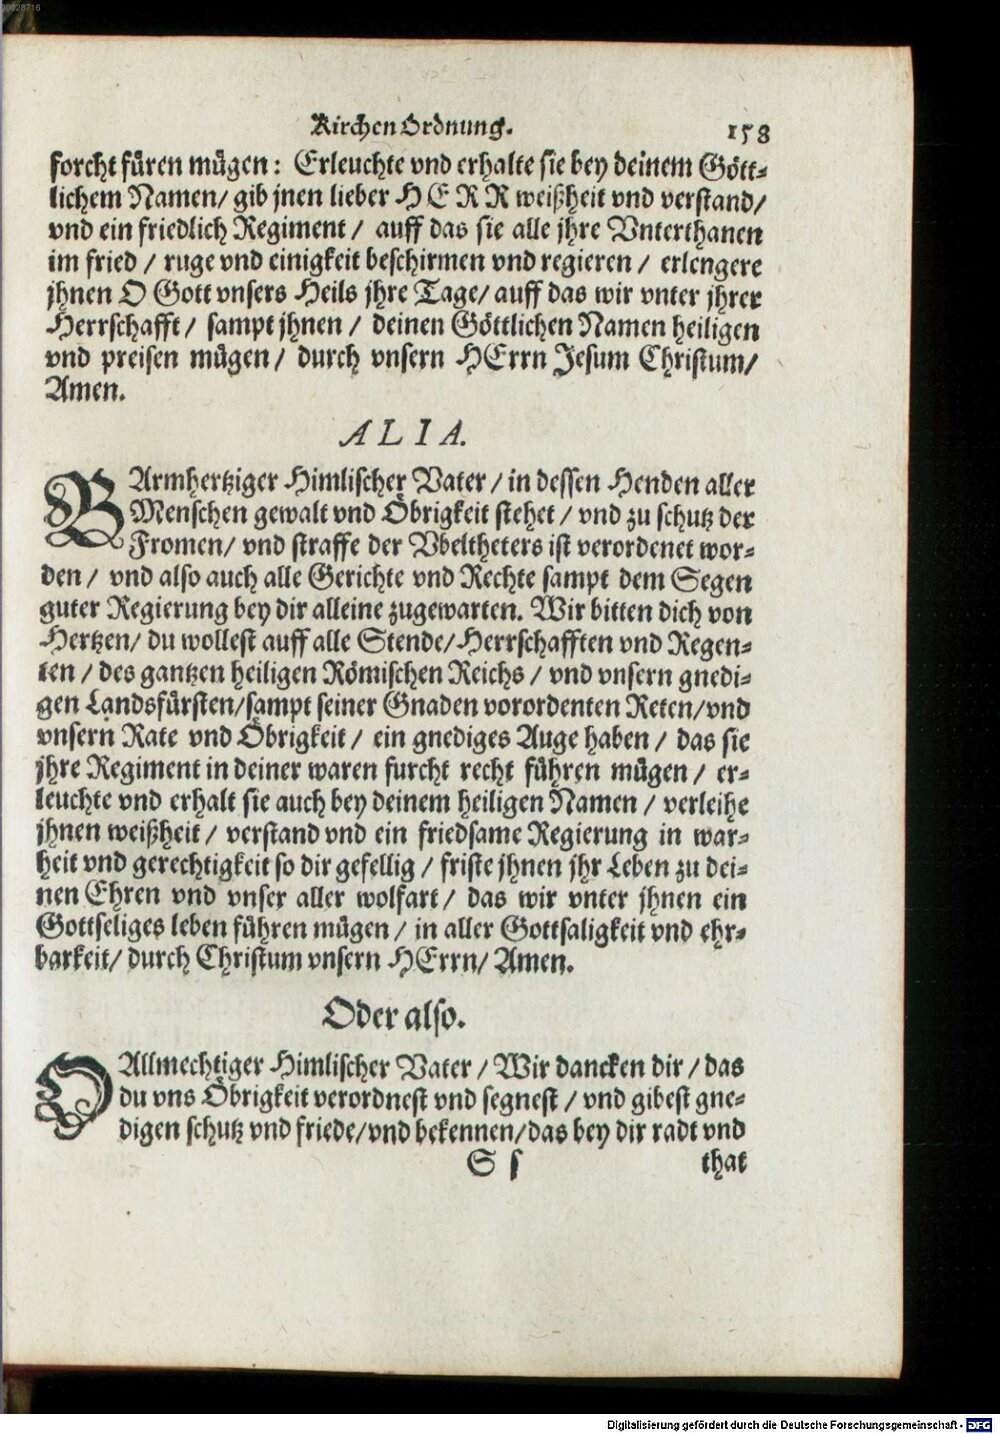 00028716
KirchenOrdnung.
158
forcht füren mügen: Erleuchte vnd erhalte sie bey deinem Gött-
lichem Namen/ gib jnen lieber HERR weißheit vnd verstand/
vnd ein friedlich Regiment / auff das sie alle jhre Vnterthanen
im fried / ruge vnd einigkeit beschirmen vnd regieren / erlengere
jhnen O Gott vnsers Heils jhre Tage/ auff das wir vnter jhrer
Herrschafft / sampt jhnen / deinen Göttlichen Namen heiligen
vnd preisen mügen / durch vnsern HErrn Jesum Christum/
Amen.
ALIA.
BArmhertziger Himlischer Vater / in dessen Henden aller
Menschen gewalt vnd Öbrigkeit stehet / vnd zu schutz der
Fromen/ vnd straffe der Vbeltheters ist verordenet wor-
den / vnd also auch alle Gerichte vnd Rechte sampt dem Segen
guter Regierung bey dir alleine zugewarten. Wir bitten dich von
Hertzen/ du wollest auff alle Stende/ Herrschafften vnd Regen-
ten / des gantzen heiligen Römischen Reichs / vnd vnsern gnedi-
gen Landsfürsten/sampt seiner Gnaden vorordenten Reten/vnd
vnsern Rate vnd Öbrigkeit / ein gnediges Auge haben / das sie
jhre Regiment in deiner waren furcht recht führen mügen / er-
leuchte vnd erhalt sie auch bey deinem heiligen Namen / verleihe
jhnen weißheit / verstand vnd ein friedsame Regierung in war-
heit vnd gerechtigkeit so dir gefellig / friste jhnen jhr Leben zu dei-
nen Ehren vnd vnser aller wolfart / das wir vnter jhnen ein
Gottseliges leben führen mügen / in aller Gottsaligkeit vnd ehr-
barkeit/ durch Christum vnsern HErrn/ Amen.
Oder also.
O Allmechtiger Himlischer Vater / Wir dancken dir / das
du vns Öbrigkeit verordnest vnd segnest / vnd gibest gne-
digen schutz vnd friede/vnd bekennen/das bey dir radt vnd
S s
that
Digitalisierung gefördert durch die Deutsche Forschungsgemeinschaft - DFG